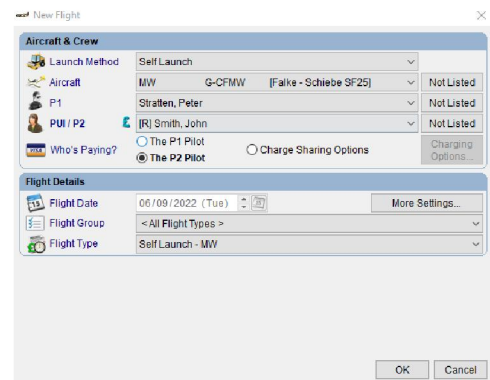 New Flight
Aircraft & Crew
Launch Method Self Launch
Aircraft MW G-CFMW [Falke - Schiebe SF25] Not Listed
P1 Stratten, Peter Not Listed
PUI / P2 £ [R] Smith, John Not Listed
VISA Who's Paying? The P1 Pilot Charge Sharing Options Charging
The P2 Pilot Options...
Flight Details
Flight Date 06/09/2022 (Tue) More Settings...
Flight Group < All Flight Types >
Flight Type Self Launch - MW
OK Cancel